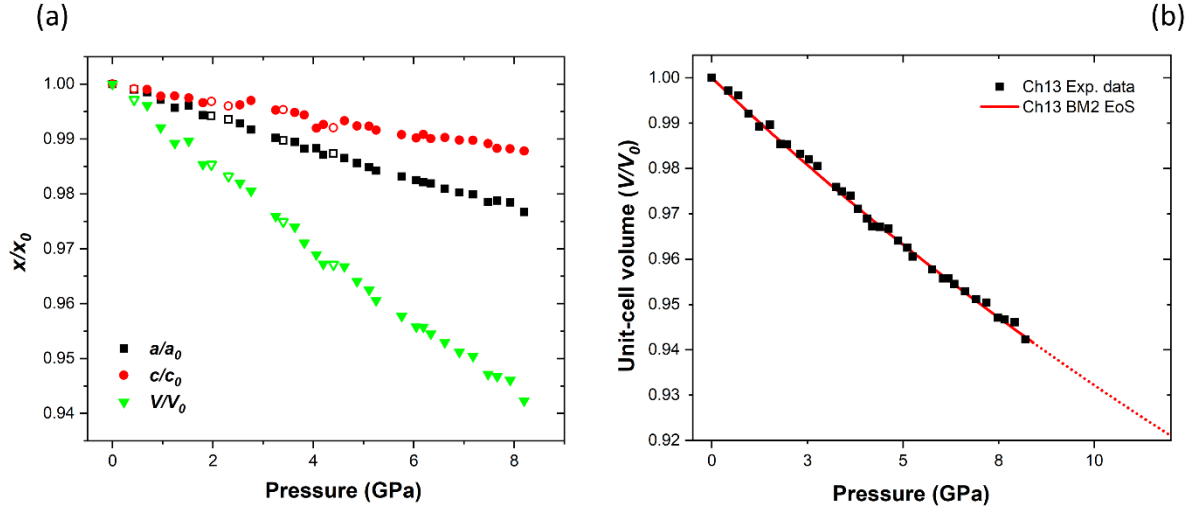 (a)
(b)
1.00
0.99
0.98
0.97
0.96
0.95
0.94
x/x0
a/a0
c/c0
V/V0
0
2
4
6
8
Pressure (GPa)
1.00
0.99
0.98
0.97
0.96
0.95
0.94
0.93
0.92
Unit-cell volume (V/V0)
Ch13 Exp. data
Ch13 BM2 EoS
0
3
5
8
10
Pressure (GPa)